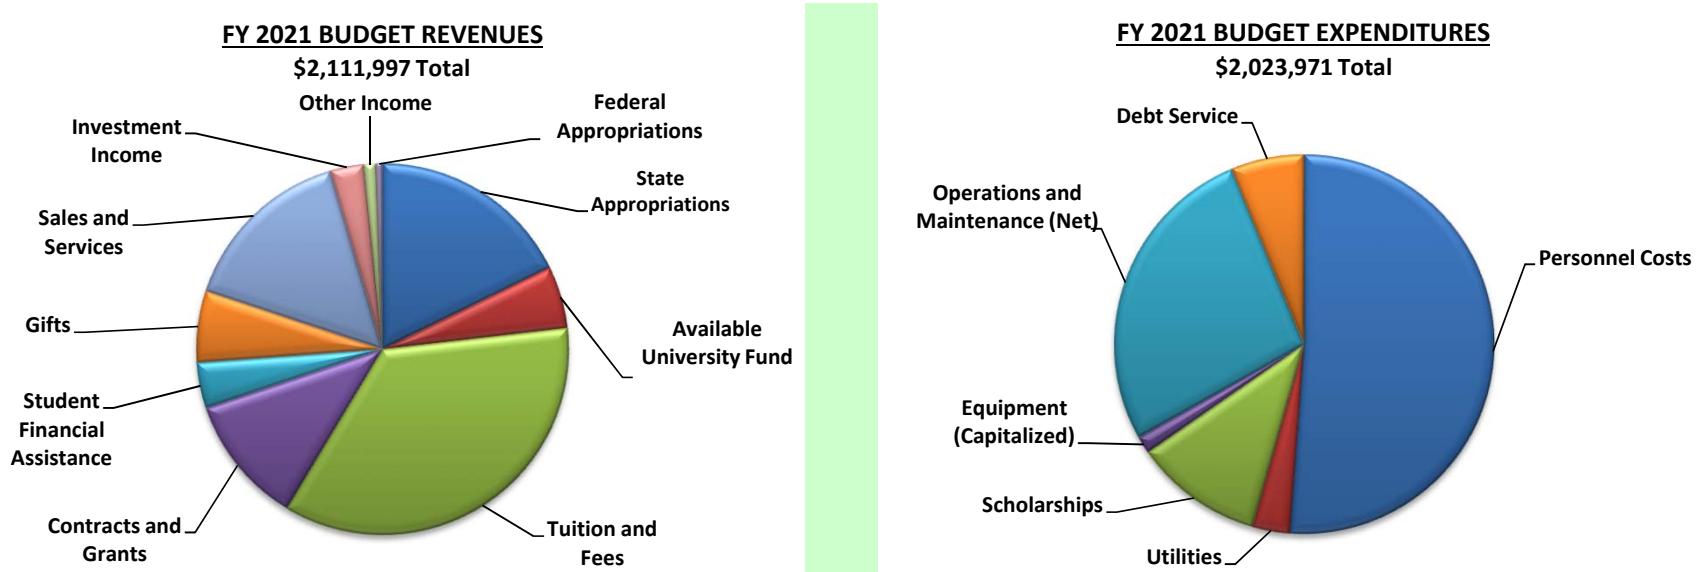 FY 2021 BUDGET REVENUES
$2,111,997 Total
Other Income
Federal
Appropriations
Investment
Income
State
Appropriations
Sales and
Services
Gifts
Available
University Fund
Student
Financial
Assistance
Contracts and
Grants
Tuition and
Fees
FY 2021 BUDGET EXPENDITURES
$2,023,971 Total
Debt Service
Operations and
Maintenance (Net)
Personnel Costs
Equipment
(Capitalized)
Scholarships
Utilities